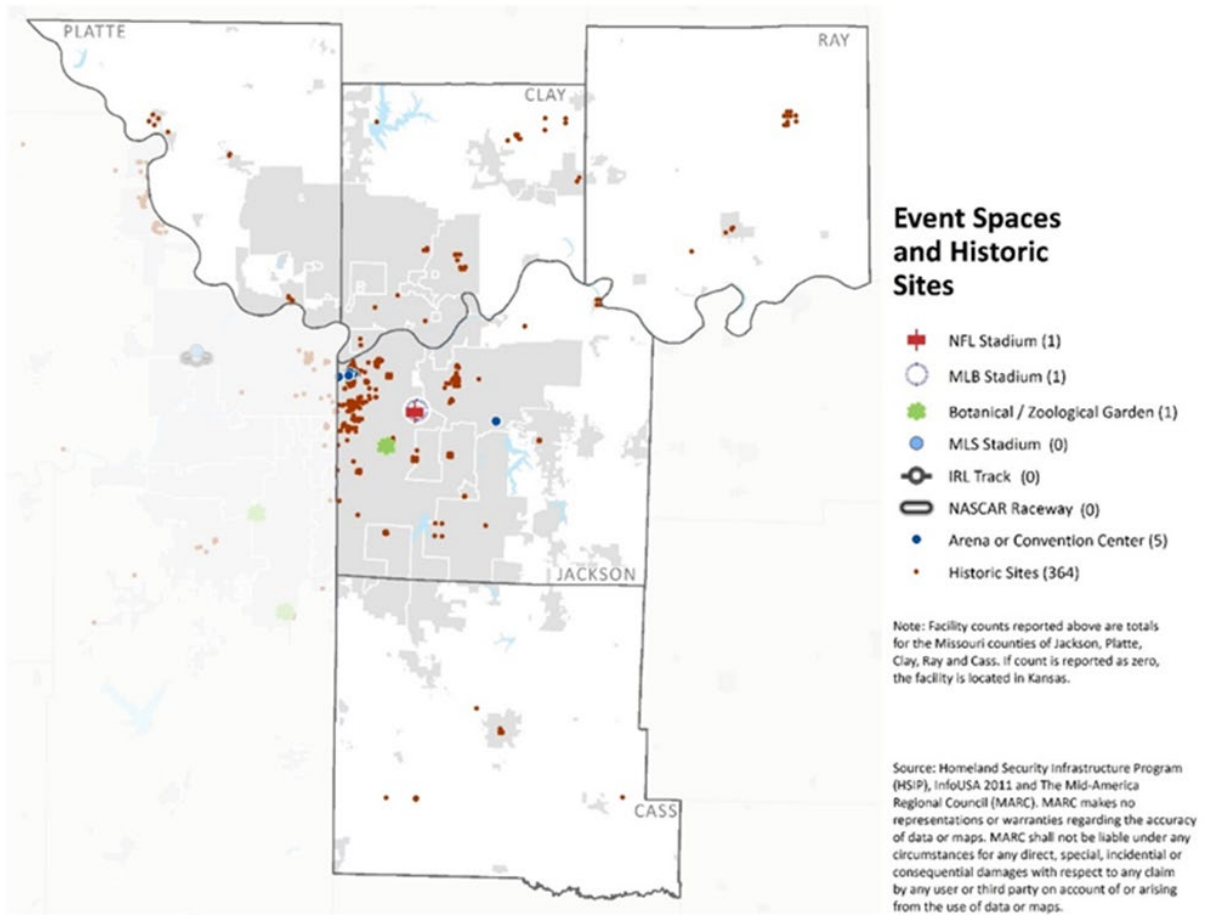 PLATTE
RAY
CLAY
JACKSON
CASS
Event Spaces
and Historic
Sites
NFL Stadium (1)
MLB Stadium (1)
Botanical / Zoological Garden (1)
MLS Stadium (0)
IRL Track (0)
NASCAR Raceway (0)
Arena or Convention Center (5)
Historic Sites (364)
Note: Facility counts reported above are totals
for the Missouri counties of Jackson, Platte,
Clay, Ray and Cass. If count is reported as zero,
the facility is located in Kansas.
Source: Homeland Security Infrastructure Program
(HSIP), InfoUSA 2011 and The Mid-America
Regional Council (MARC). MARC makes no
representations or warranties regarding the accuracy
of data or maps. MARC shall not be liable under any
circumstances for any direct, special, incidental or
consequential damages with respect to any claim
by any user or third party on account of or arising
from the use of data or maps.